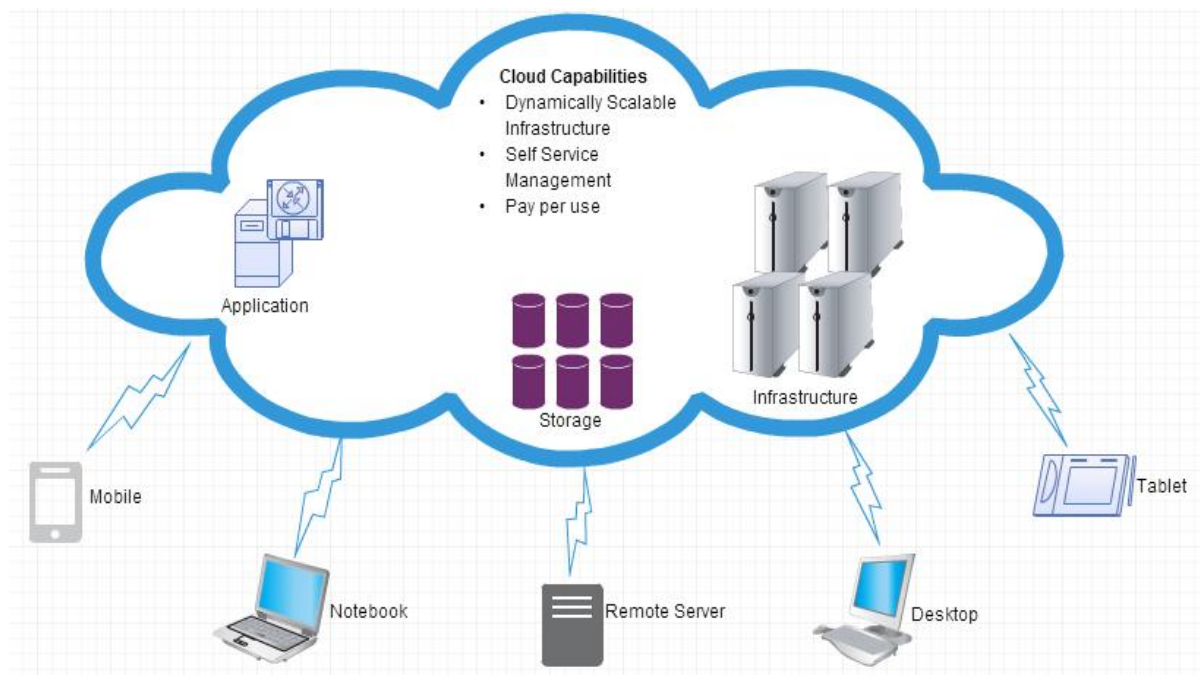 Cloud Capabilities
• Dynamically Scalable
Infrastructure
• Self Service
Management
• Pay per use
Application
Storage
Infrastructure
Mobile
Tablet
Notebook
Remote Server
Desktop